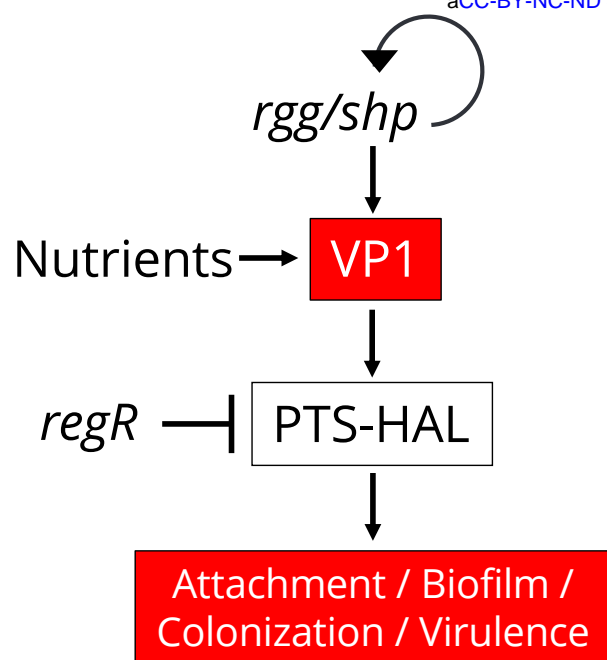 aCC-BY-NC-ND
rgg/shp
Nutrients
VP1
regR
PTS-HAL
Attachment / Biofilm /
Colonization / Virulence